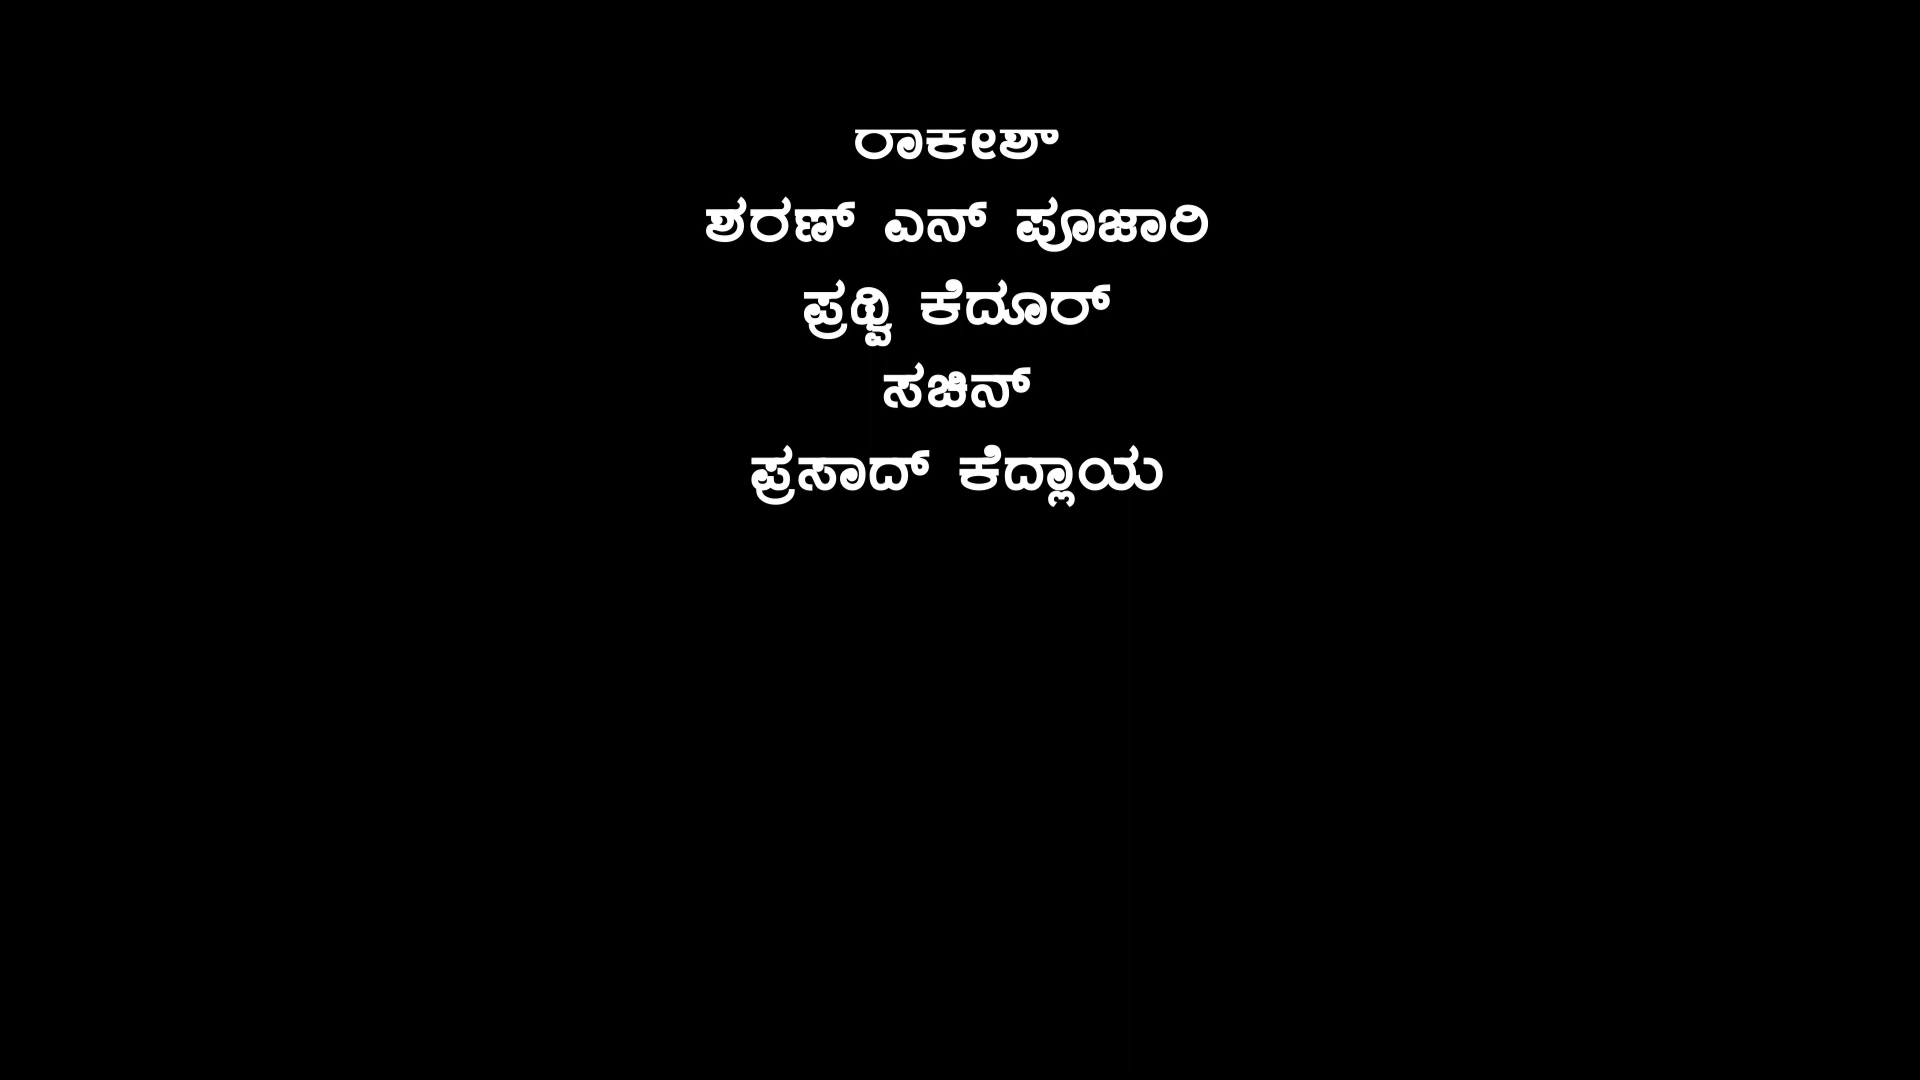 ರಾಕೇಶ್
ಶರಣ್ ಎನ್ ಪೂಜಾರಿ
ಪ್ರಥ್ವಿ ಕೆದೂರ್
ಸಚಿನ್
ಪ್ರಸಾದ್ ಕೆದ್ಲಾಯ